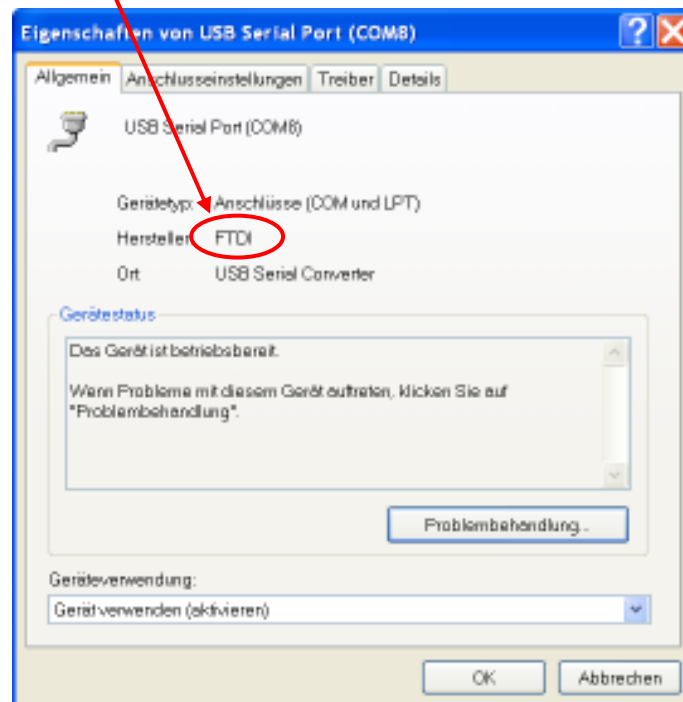 Eigenschaften von USB Serial Port (COM8)
Allgemein Anschlusseinstellungen Treiber Details
USB Serial Port (COM8)
Gerätetyp: Anschlüsse (COM und LPT)
Hersteller: FTDI
Ort: USB Serial Converter
Gerätestatus
Das Gerät ist betriebsbereit.
Wenn Probleme mit diesem Gerät auftreten, klicken Sie auf
"Problembehandlung".
Problembehandlung...
Geräteverwendung:
Gerät verwenden (aktivieren)
OK Abbrechen